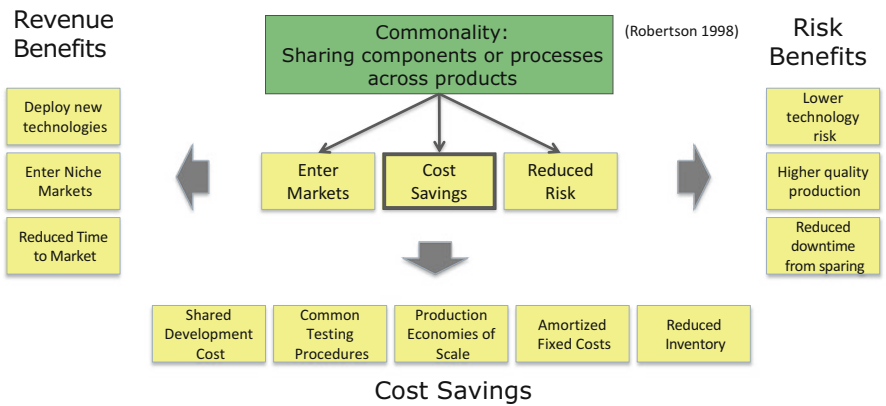 Revenue
Benefits
Commonality:
Sharing components or processes
across products
(Robertson 1998)
Risk
Benefits
Deploy new
technologies
Enter Niche
Markets
Reduced Time
to Market
Enter
Markets
Cost
Savings
Reduced
Risk
Lower
technology
risk
Higher quality
production
Reduced
downtime
from sparing
Shared
Development
Cost
Common
Testing
Procedures
Production
Economies of
Scale
Amortized
Fixed Costs
Reduced
Inventory
Cost Savings